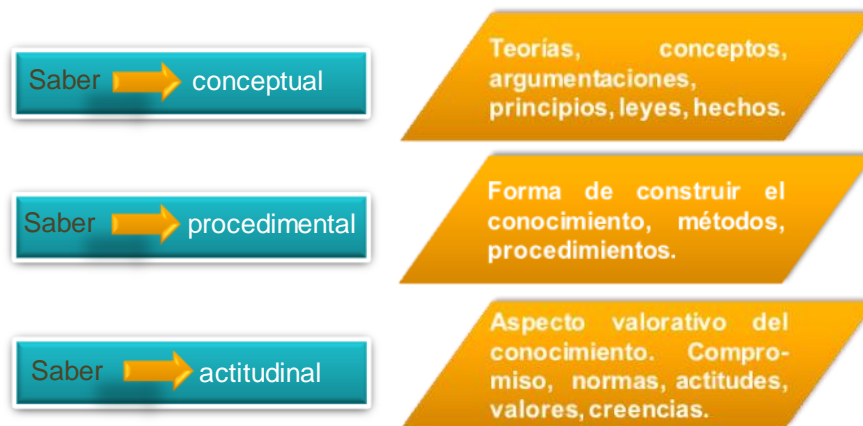 Saber conceptual
Teorías, conceptos,
argumentaciones,
principios, leyes, hechos.
Saber procedimental
Forma de construir el
conocimiento, métodos,
procedimientos.
Saber actitudinal
Aspecto valorativo del
conocimiento. Compro-
miso, normas, actitudes,
valores, creencias.